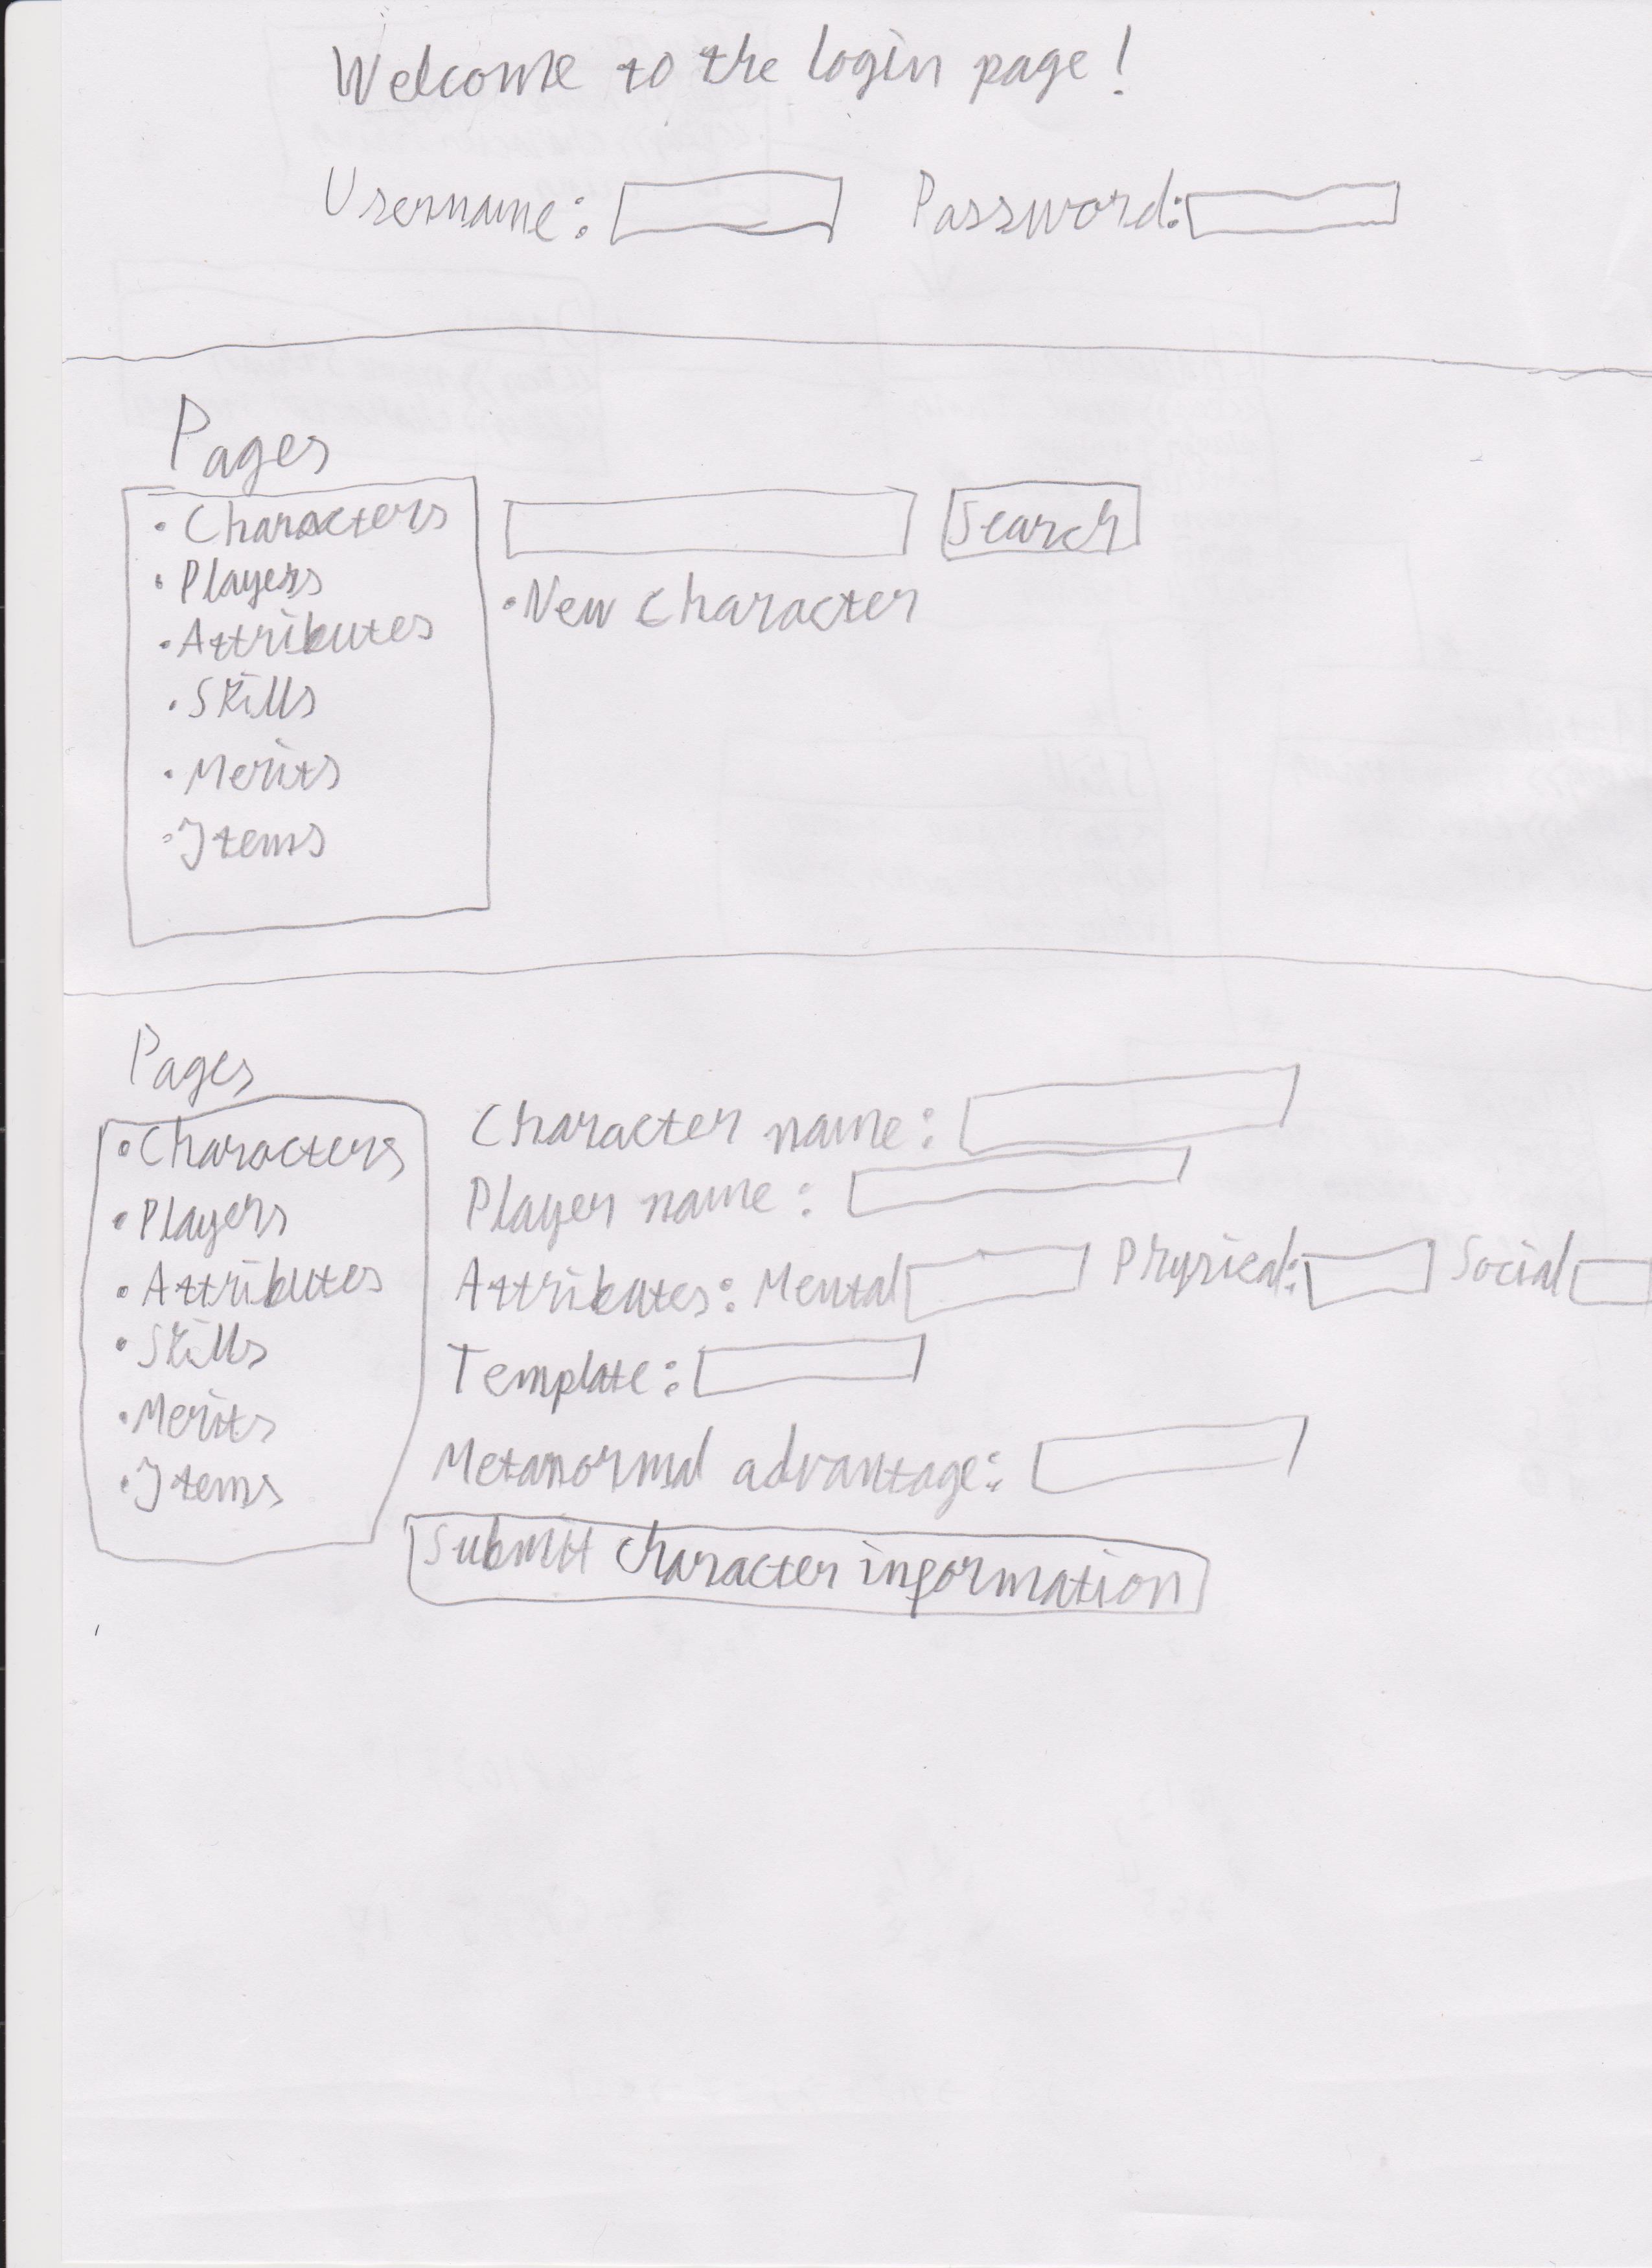 Welcome to the login page!
Username: Password:
Pages
• Characters
• Players
• Attributes
• Skills
• Merits
• Items
Search
• New Character
Pages
• Characters
• Players
• Attributes
• Skills
• Merits
• Items
Character name:
Player name:
Attributes: Mental Physical: Social
Template:
Metanormal advantage:
Submit character information